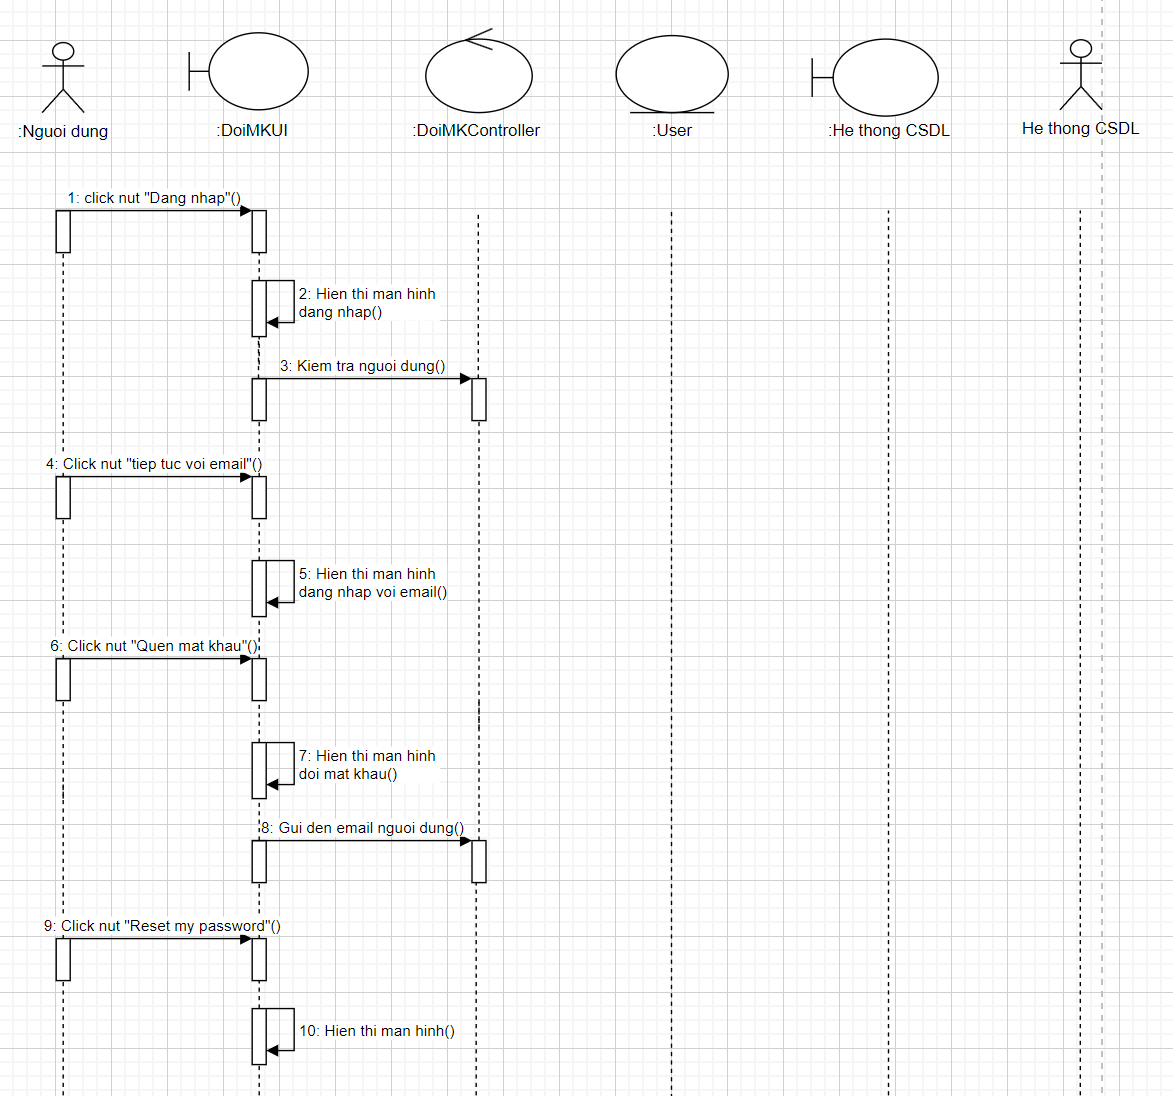 :Nguoi dung
:DoiMKUI
:DoiMKController
:User
:He thong CSDL
He thong CSDL
1: click nut "Dang nhap"()
2: Hien thi man hinh
dang nhap()
3: Kiem tra nguoi dung()
4: Click nut "tiep tuc voi email"()
5: Hien thi man hinh
dang nhap voi email()
6: Click nut "Quen mat khau"()
7: Hien thi man hinh
doi mat khau()
8: Gui den email nguoi dung()
9: Click nut "Reset my password"()
10: Hien thi man hinh()